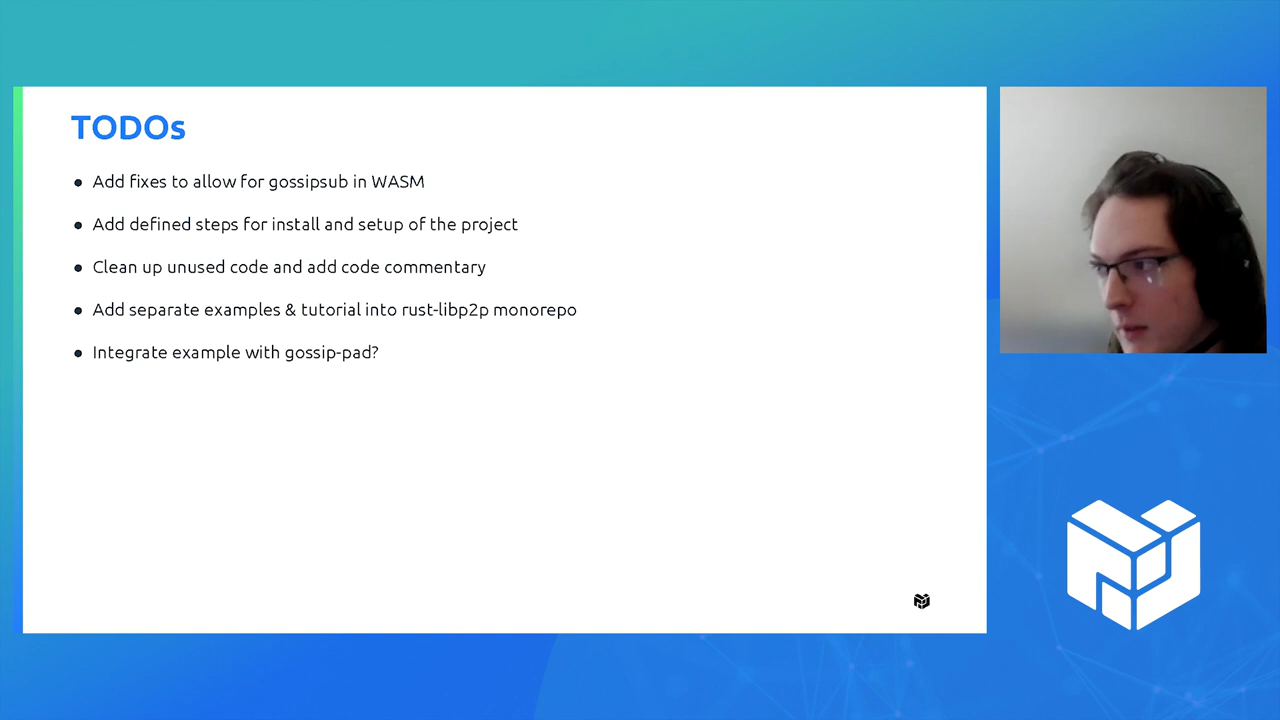 TODOs
● Add fixes to allow for gossipsub in WASM
● Add defined steps for install and setup of the project
● Clean up unused code and add code commentary
● Add separate examples & tutorial into rust-libp2p monorepo
● Integrate example with gossip-pad?